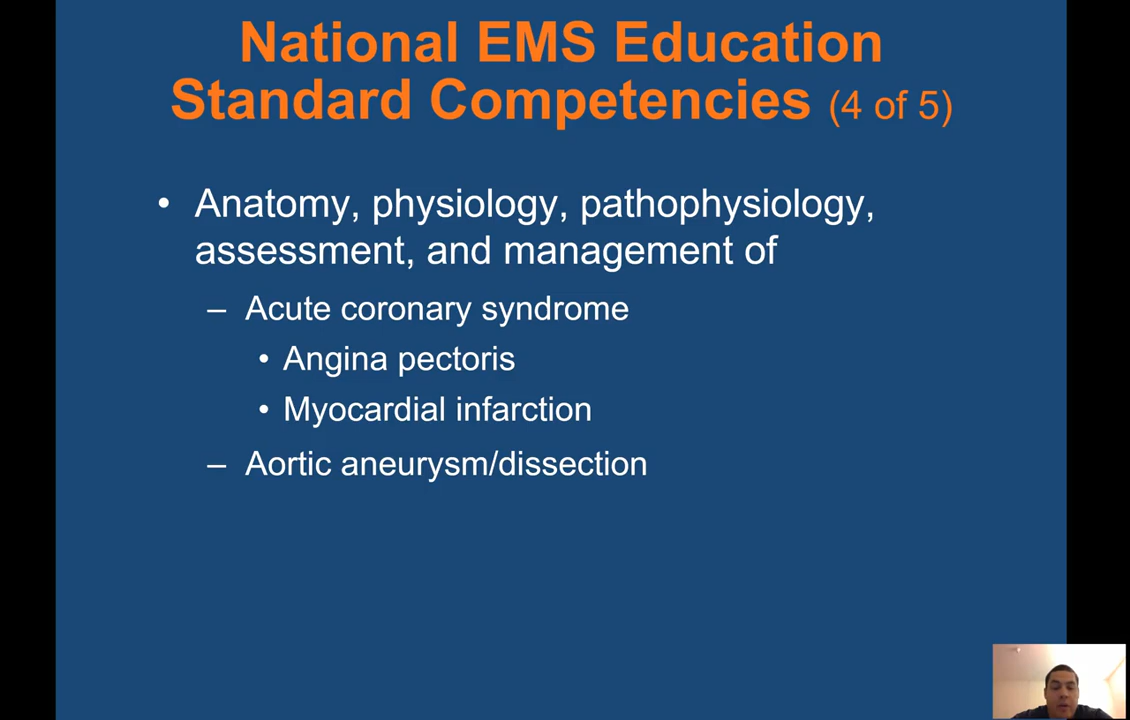 National EMS Education
Standard Competencies (4 of 5)
• Anatomy, physiology, pathophysiology,
assessment, and management of
– Acute coronary syndrome
• Angina pectoris
• Myocardial infarction
– Aortic aneurysm/dissection